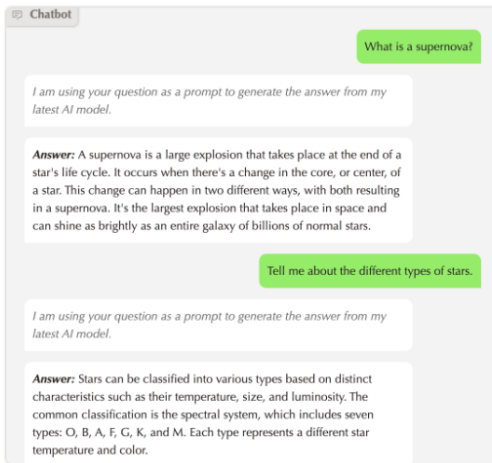 Chatbot
What is a supernova?
I am using your question as a prompt to generate the answer from my
latest AI model.
Answer: A supernova is a large explosion that takes place at the end of a
star's life cycle. It occurs when there's a change in the core, or center, of
a star. This change can happen in two different ways, with both resulting
in a supernova. It's the largest explosion that takes place in space and
can shine as brightly as an entire galaxy of billions of normal stars.
Tell me about the different types of stars.
I am using your question as a prompt to generate the answer from my
latest AI model.
Answer: Stars can be classified into various types based on distinct
characteristics such as their temperature, size, and luminosity. The
common classification is the spectral system, which includes seven
types: O, B, A, F, G, K, and M. Each type represents a different star
temperature and color.